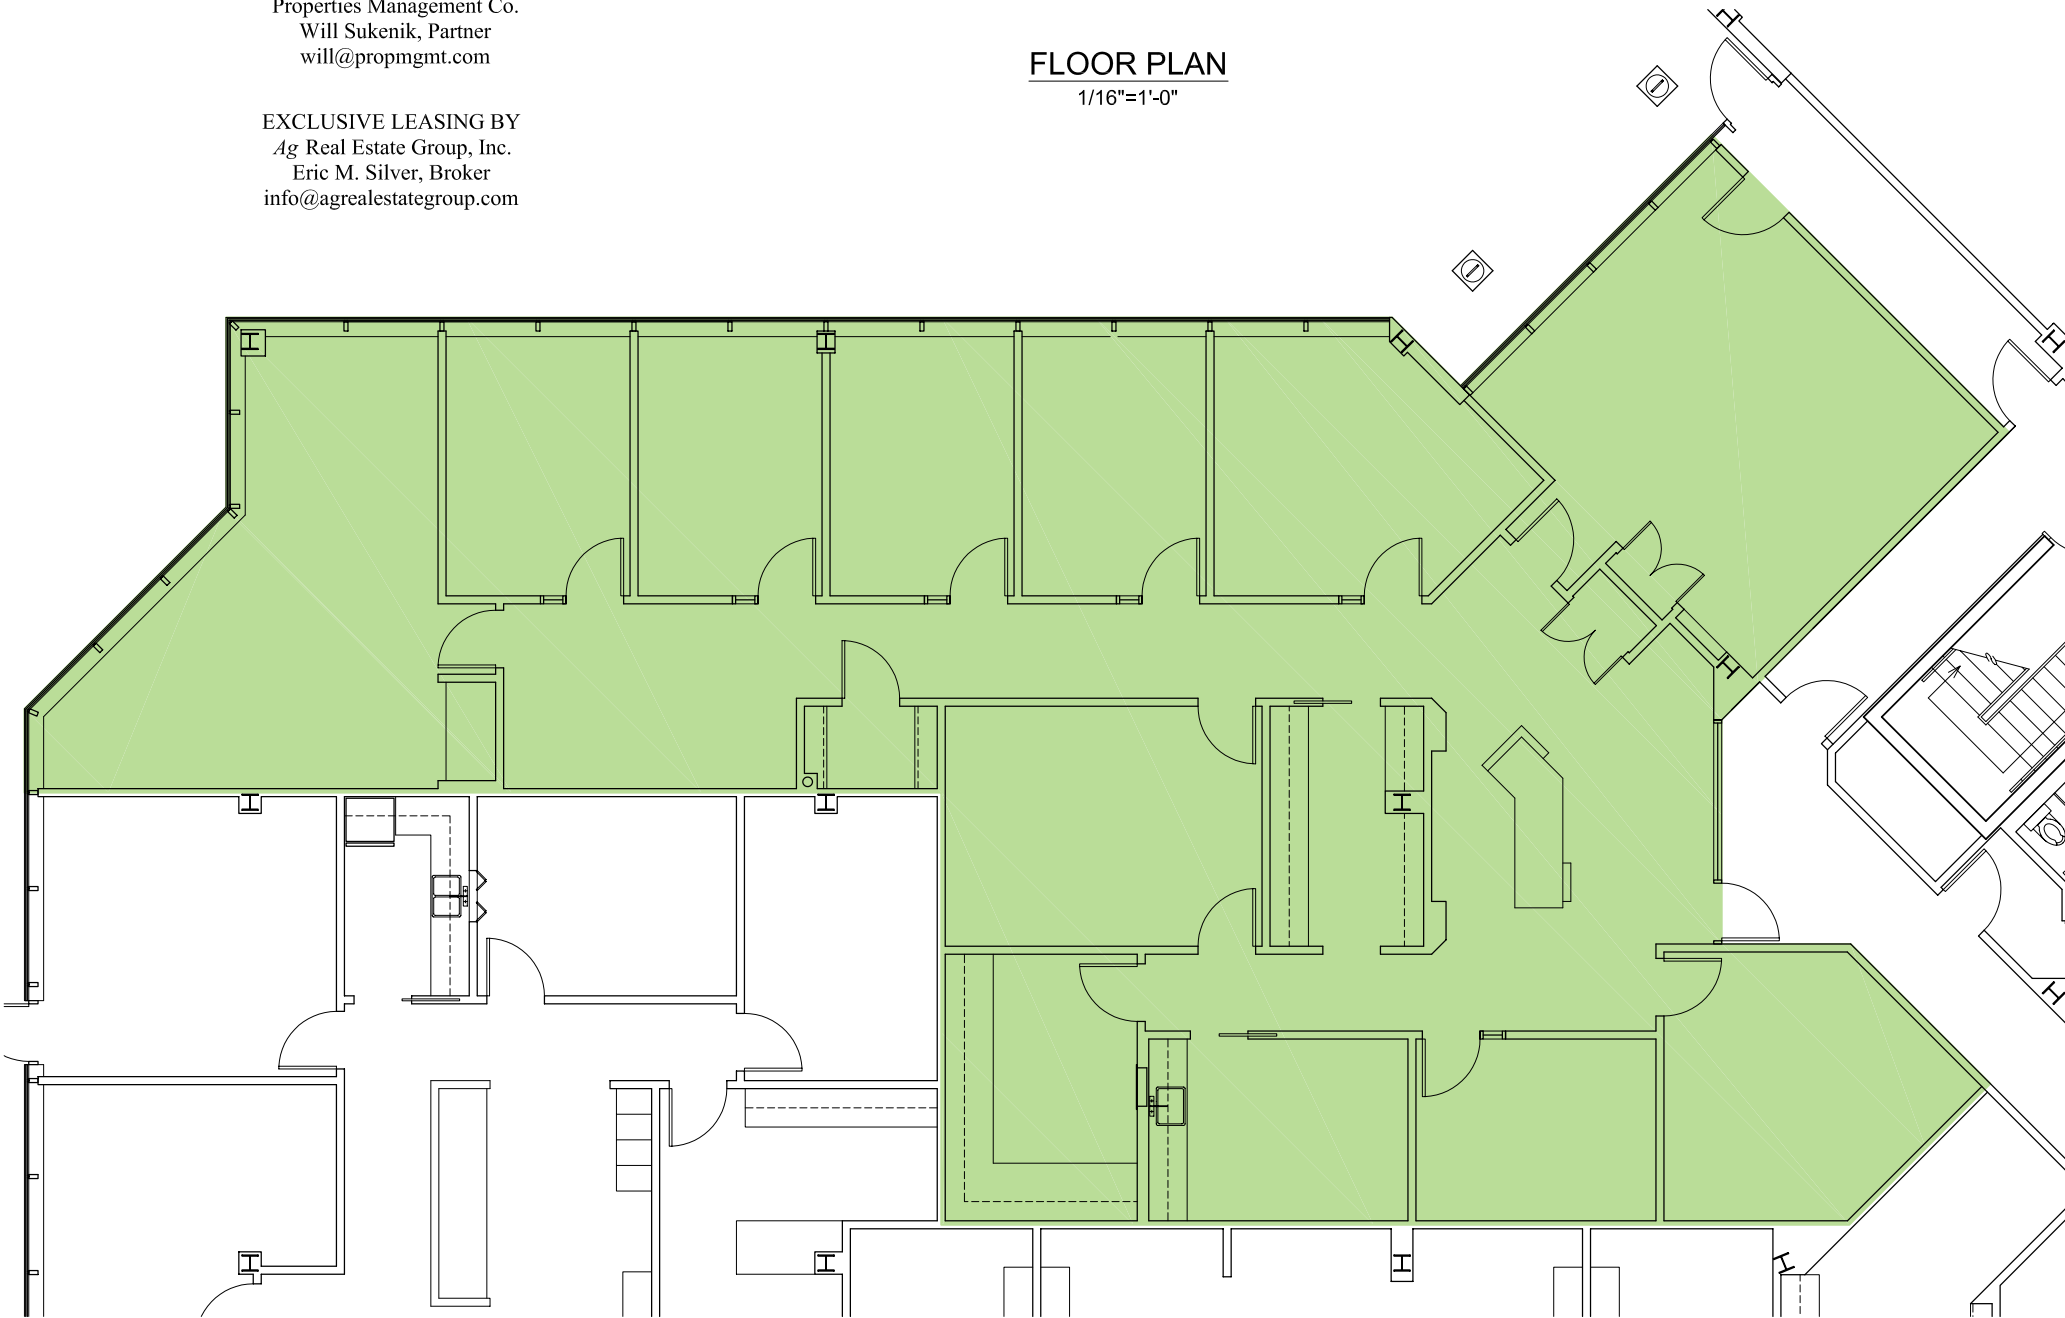 Properties Management Co.
Will Sukenik, Partner
will@propmgmt.com
EXCLUSIVE LEASING BY
Ag Real Estate Group, Inc.
Eric M. Silver, Broker
info@agrealestategroup.com
FLOOR PLAN
1/16"=1'-0"